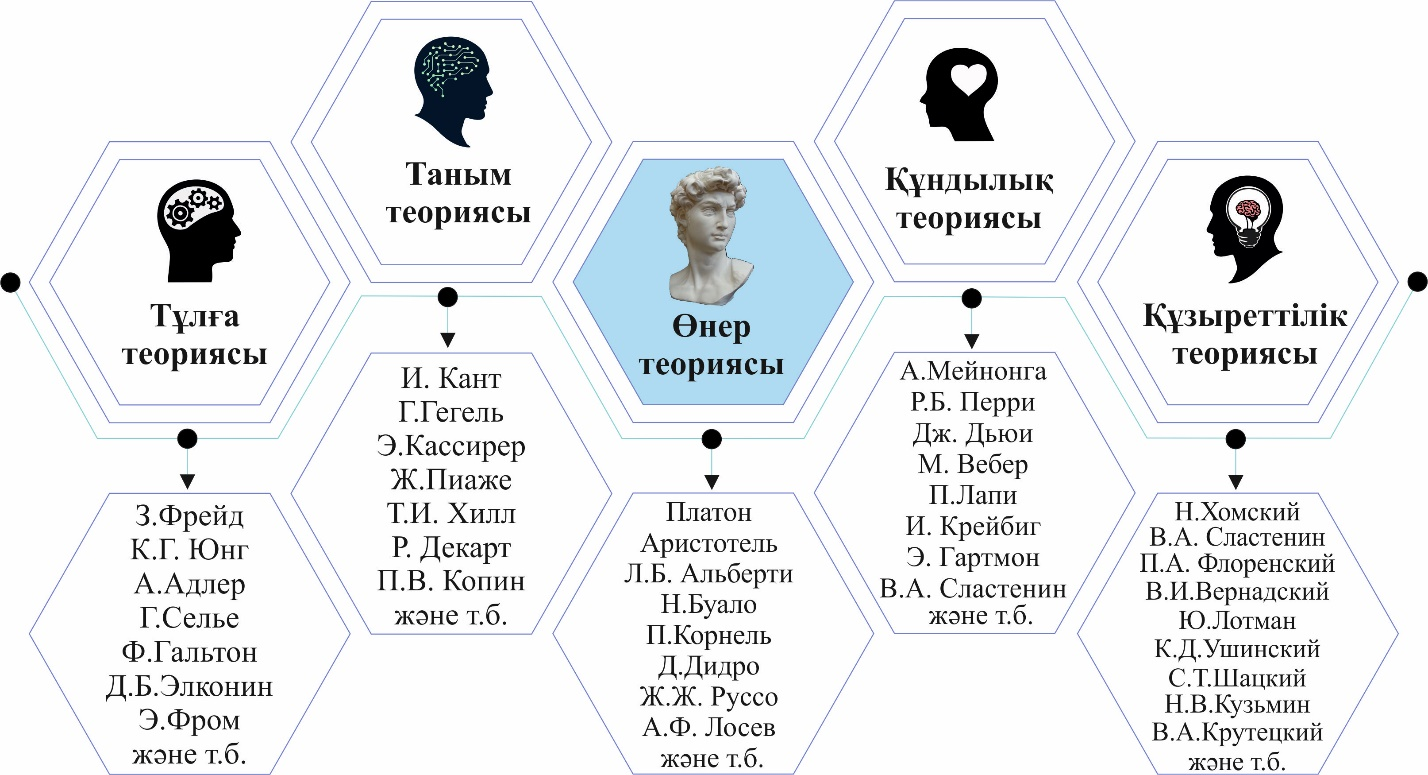 Тұлға
теориясы
З.Фрейд
К.Г. Юнг
А.Адлер
Г.Селье
Ф.Гальтон
Д.Б.Элконин
Э.Фром
және т.б.
Таным
теориясы
И. Кант
Г.Гегель
Э.Кассирер
Ж.Пиаже
Т.И. Хилл
Р. Декарт
П.В. Копин
және т.б.
Өнер
теориясы
Платон
Аристотель
Л.Б. Альберти
Н.Буало
П.Корнель
Д.Дидро
Ж.Ж. Руссо
А.Ф. Лосев
және т.б.
Құндылық
теориясы
А.Мейнонга
Р.Б. Перри
Дж. Дьюи
М. Вебер
П.Лапи
И. Крейбиг
Э. Гартмон
В.А. Сластенин
және т.б.
Құзыреттілік
теориясы
Н.Хомский
В.А. Сластенин
П.А. Флоренский
В.И.Вернадский
Ю.Лотман
К.Д.Ушинский
С.Т.Шацкий
Н.В.Кузьмин
В.А.Крутецкий
және т.б.